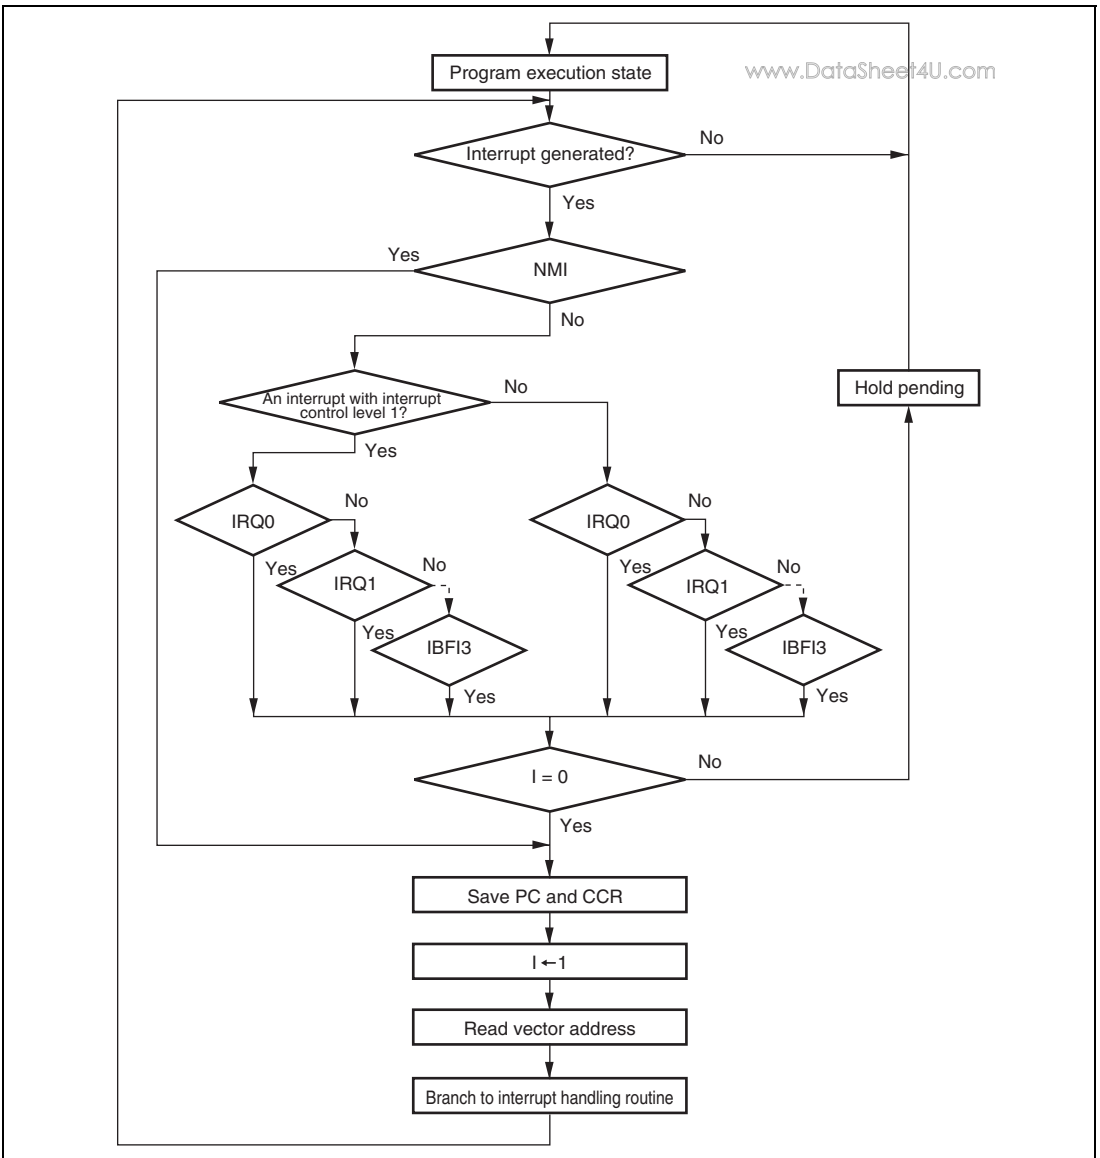 Program execution state
www.DataSheet4U.com
Interrupt generated?
No
Yes
Yes
NMI
No
An interrupt with interrupt
control level 1?
No
Hold pending
Yes
IRQ0
No
IRQ0
No
Yes
IRQ1
No
Yes
IRQ1
No
Yes
IBFI3
Yes
IBFI3
Yes
Yes
I = 0
No
Yes
Save PC and CCR
I ←1
Read vector address
Branch to interrupt handling routine